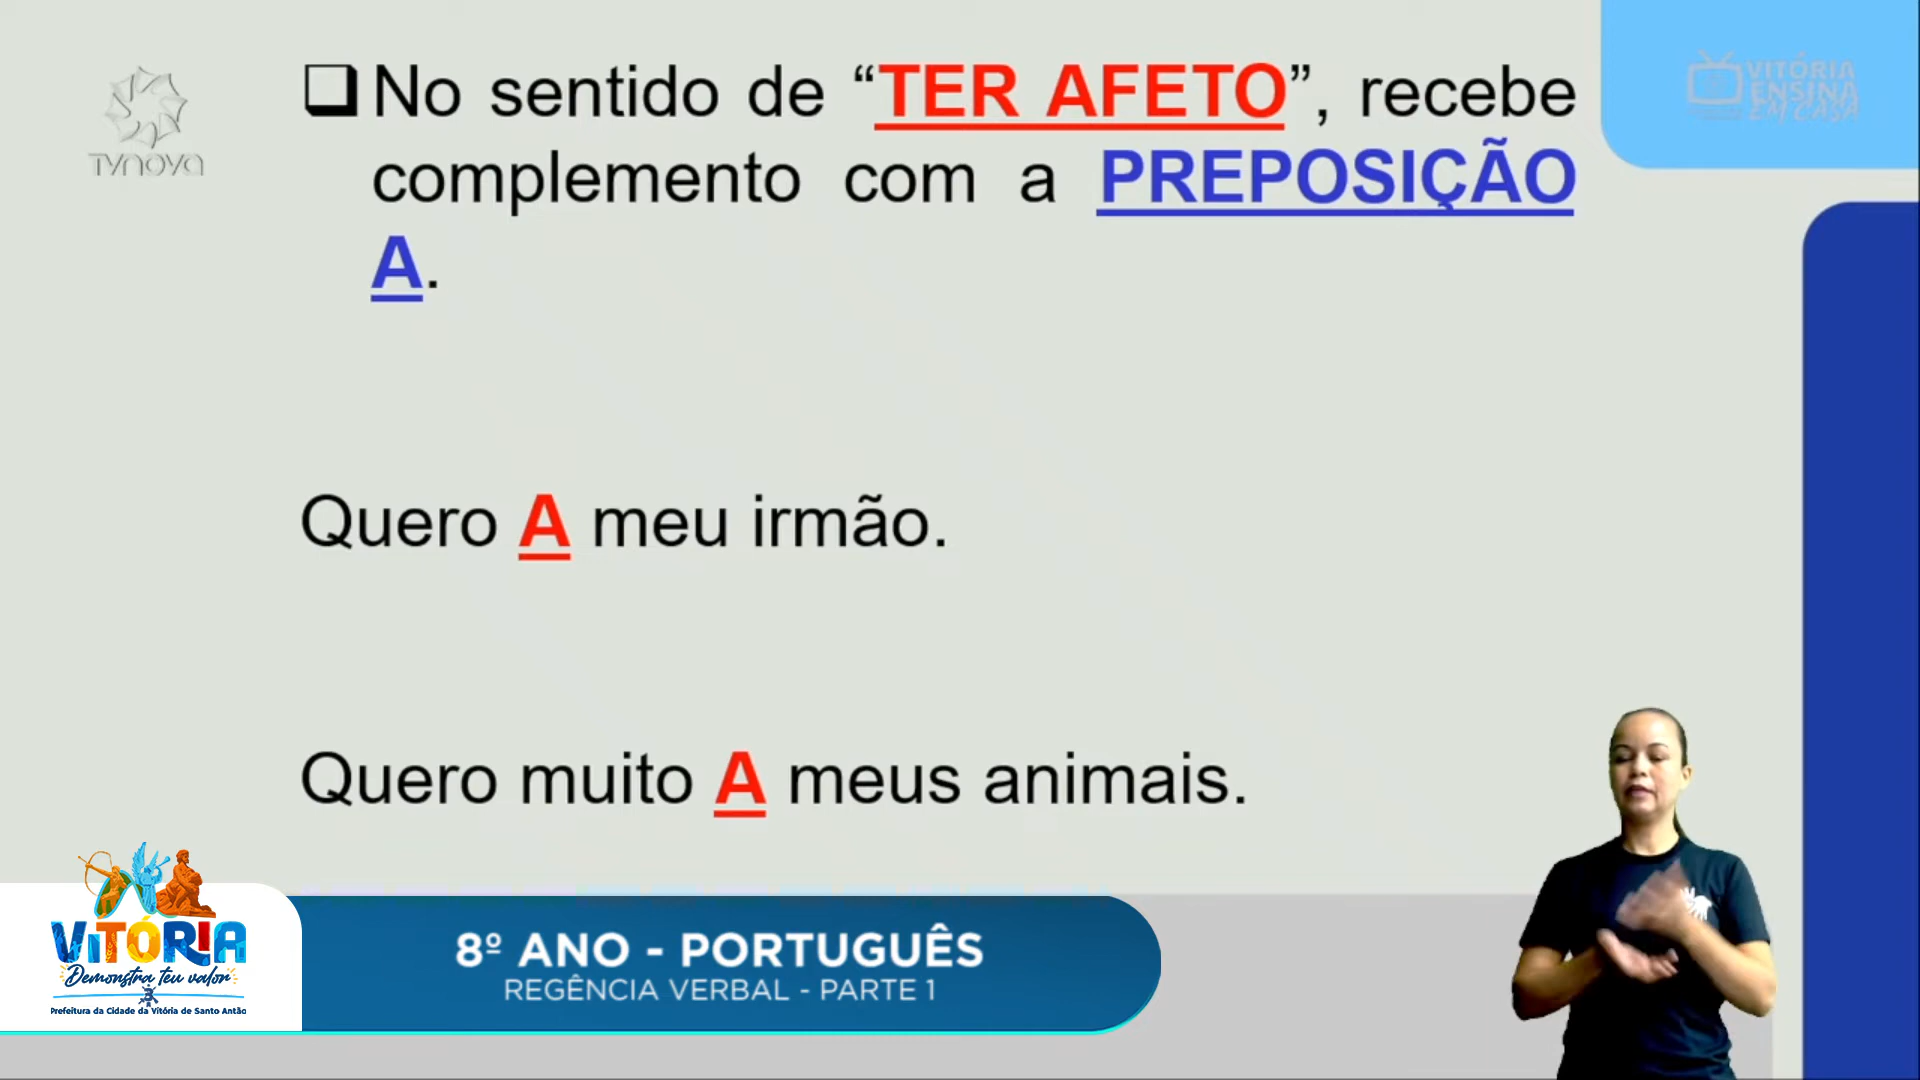 No sentido de “TER AFETO”, recebe
complemento com a PREPOSIÇÃO
A.
TVNOVA
VITÓRIA
ENSINA
EM CASA
Quero A meu irmão.
Quero muito A meus animais.
VITÓRIA
Demonstra teu valor
Prefeitura da Cidade da Vitória de Santo Antão
8º ANO - PORTUGUÊS
REGÊNCIA VERBAL - PARTE 1